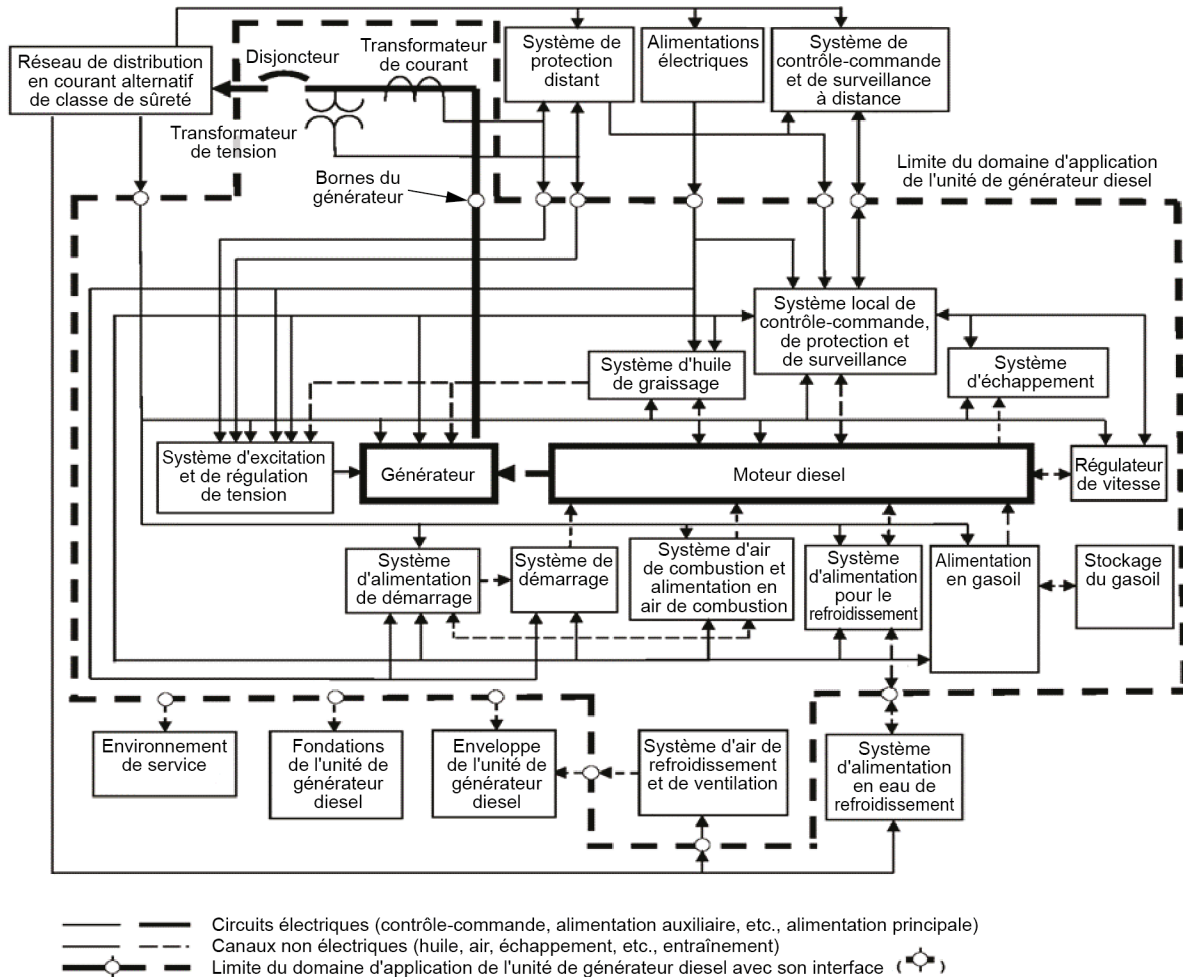 Réseau de distribution
en courant alternatif
de classe de sûreté
Disjoncteur
Transformateur
de courant
Système de
protection
distant
Alimentations
électriques
Système de
contrôle-commande
et de surveillance
à distance
Transformateur
de tension
Bornes du
générateur
Limite du domaine d'application
de l'unité de générateur diesel
Système local de
contrôle-commande,
de protection et
de surveillance
Système d'huile
de graissage
Système
d'échappement
Système d'excitation
et de régulation
de tension
Générateur
Moteur diesel
Régulateur
de vitesse
Système
d'alimentation
de démarrage
Système de
démarrage
Système d'air
de combustion et
alimentation en
air de combustion
Système
d'alimentation
pour le
refroidissement
Alimentation
en gasoil
Stockage
du gasoil
Environnement
de service
Fondations
de l'unité de
générateur
diesel
Enveloppe
de l'unité de
générateur
diesel
Système d'air de
refroidissement
et de ventilation
Système
d'alimentation
en eau de
refroidissement
Circuits électriques (contrôle-commande, alimentation auxiliaire, etc., alimentation principale)
Canaux non électriques (huile, air, échappement, etc., entraînement)
Limite du domaine d'application de l'unité de générateur diesel avec son interface ( )